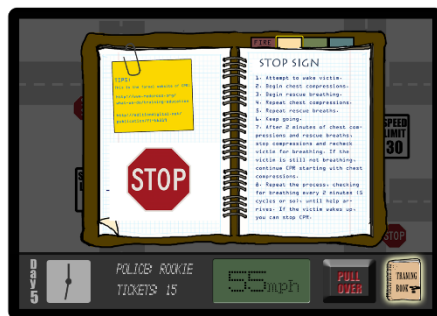 FIRE
TIPS!
STOP
STOP SIGN
1. Attempt to wake victim.
2. Begin chest compressions.
3. Begin rescue breathing.
4. Repeat chest compressions.
5. Repeat rescue breathing.
6. Keep going.
7. After 2 minutes of chest com-
pressions and rescue breaths,
stop compressions and recheck
victim for breathing. If the
victim is still not breathing,
continue CPR starting with chest
compressions.
8. Repeat the process, checking
for breathing every 2 minutes (5
cycles or so), until help ar-
rives. If the victim wakes up,
you can stop CPR.
SPEED
LIMIT
30
STOP
Day
5
POLICE: ROOKIE
TICKETS: 15
55mph
PULL
OVER
TRAINING
BOOK